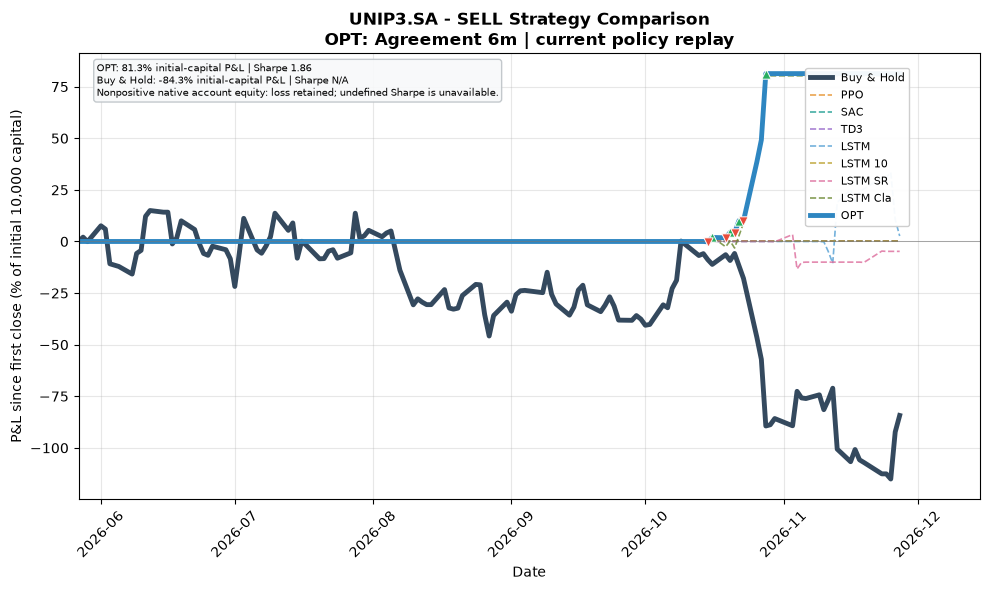 UNIP3.SA - SELL Strategy Comparison
OPT: Agreement 6m | current policy replay
OPT: 81.3% initial-capital P&L | Sharpe 1.86
Buy & Hold: -84.3% initial-capital P&L | Sharpe N/A
Nonpositive native account equity: loss retained; undefined Sharpe is unavailable.
Buy & Hold
PPO
SAC
TD3
LSTM
LSTM 10
LSTM SR
LSTM Cla
OPT
P&L since first close (% of initial 10,000 capital)
75
50
25
0
−25
−50
−75
−100
2026-06
2026-07
2026-08
2026-09
2026-10
2026-11
2026-12
Date